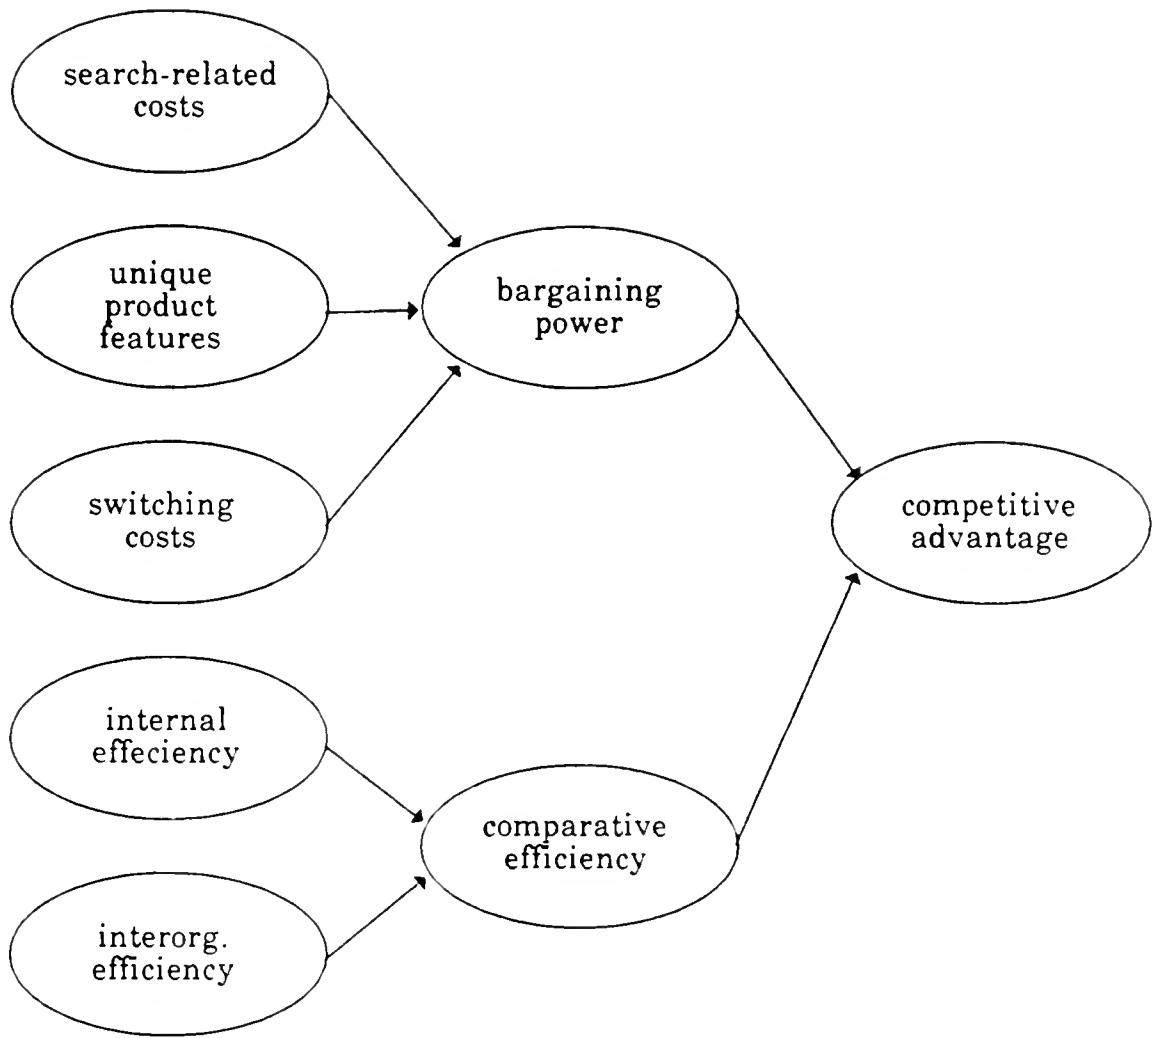 search-related
costs
unique
product
features
bargaining
power
switching
costs
competitive
advantage
internal
effeciency
comparative
efficiency
interorg.
efficiency